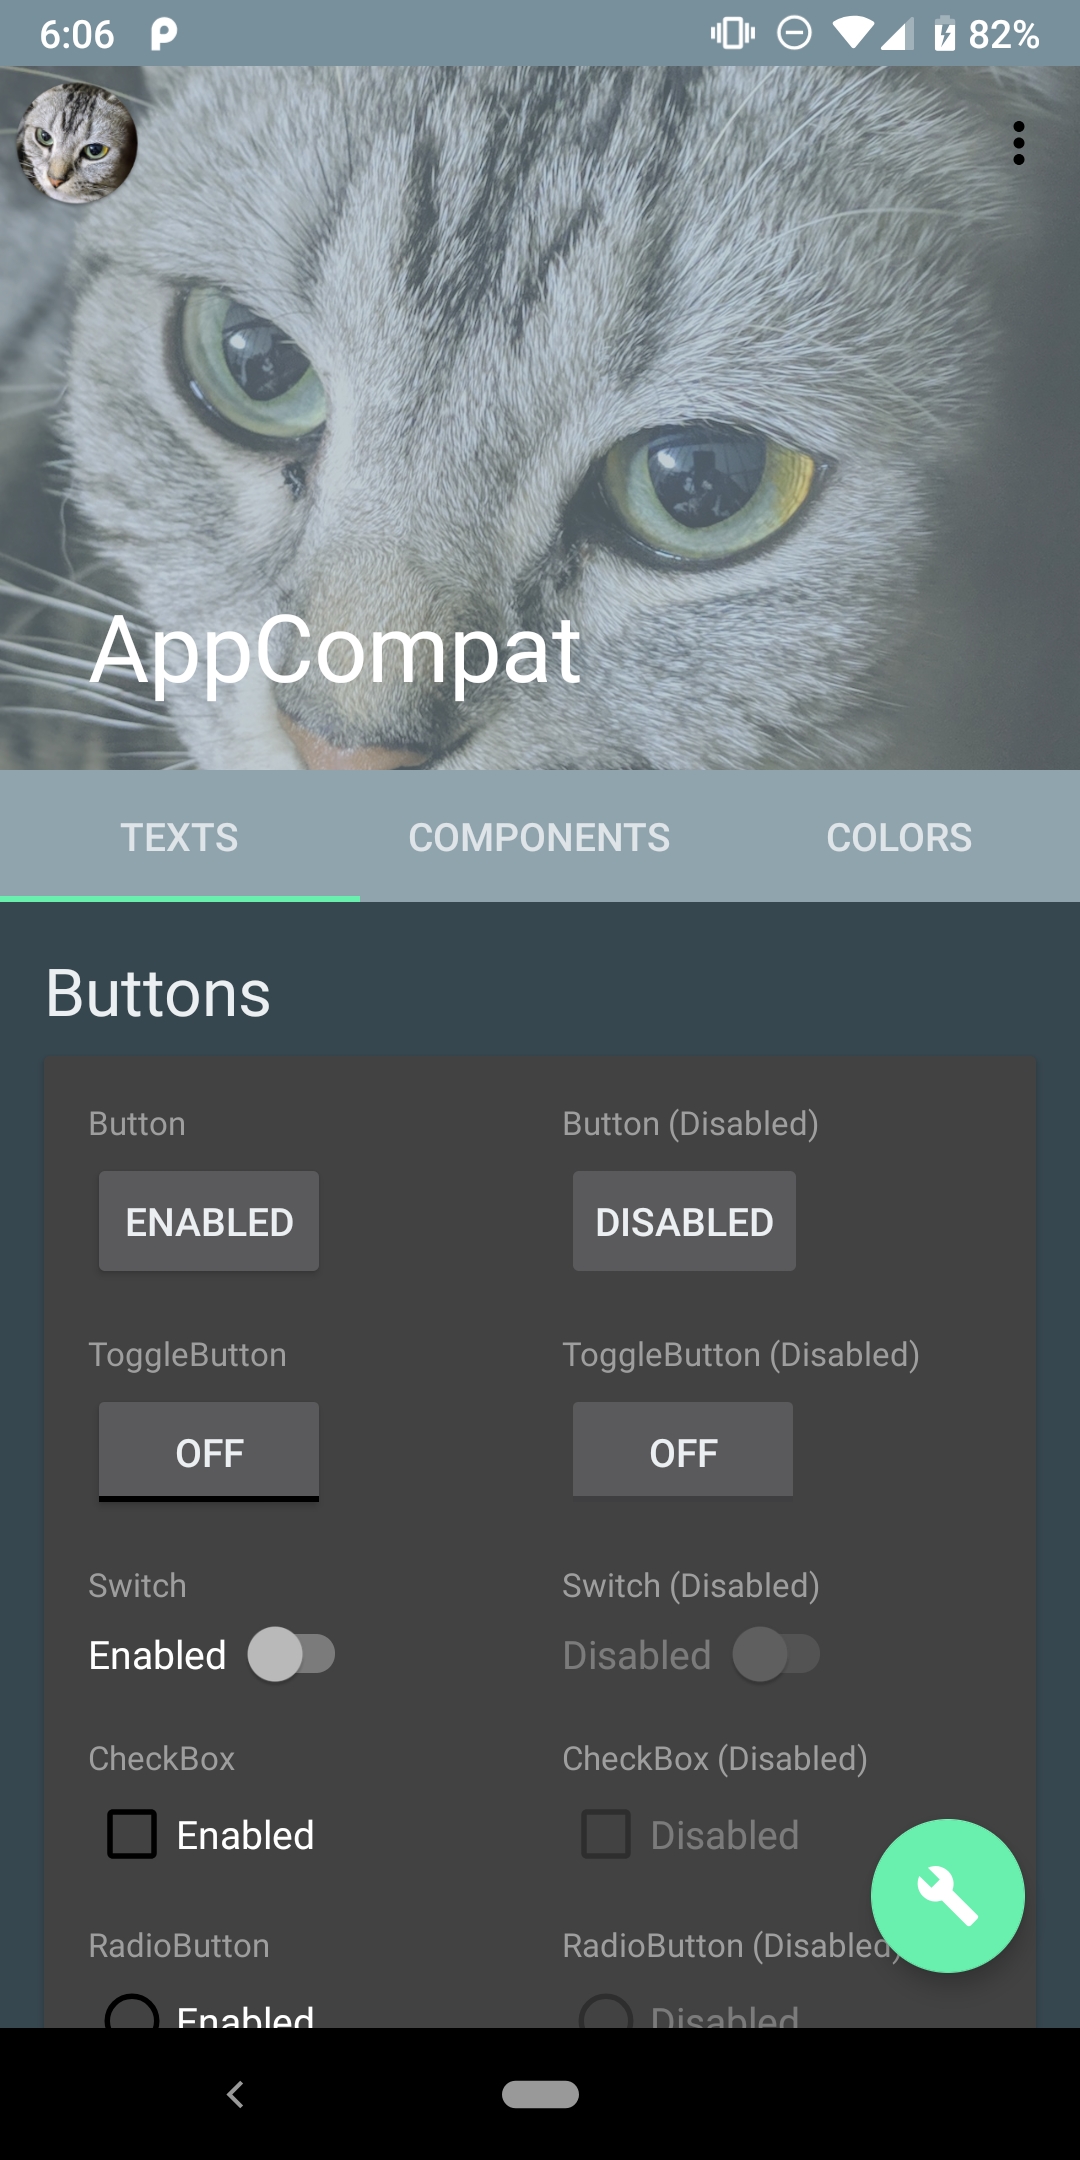 6:06 82%
AppCompat
TEXTS COMPONENTS COLORS
Buttons
Button Button (Disabled)
ENABLED DISABLED
ToggleButton ToggleButton (Disabled)
OFF OFF
Switch Switch (Disabled)
Enabled Disabled
CheckBox CheckBox (Disabled)
Enabled Disabled
RadioButton RadioButton (Disabled)
Enabled Disabled